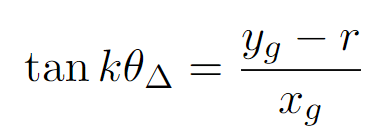 tan kθ_Δ = (y_g − r) / x_g